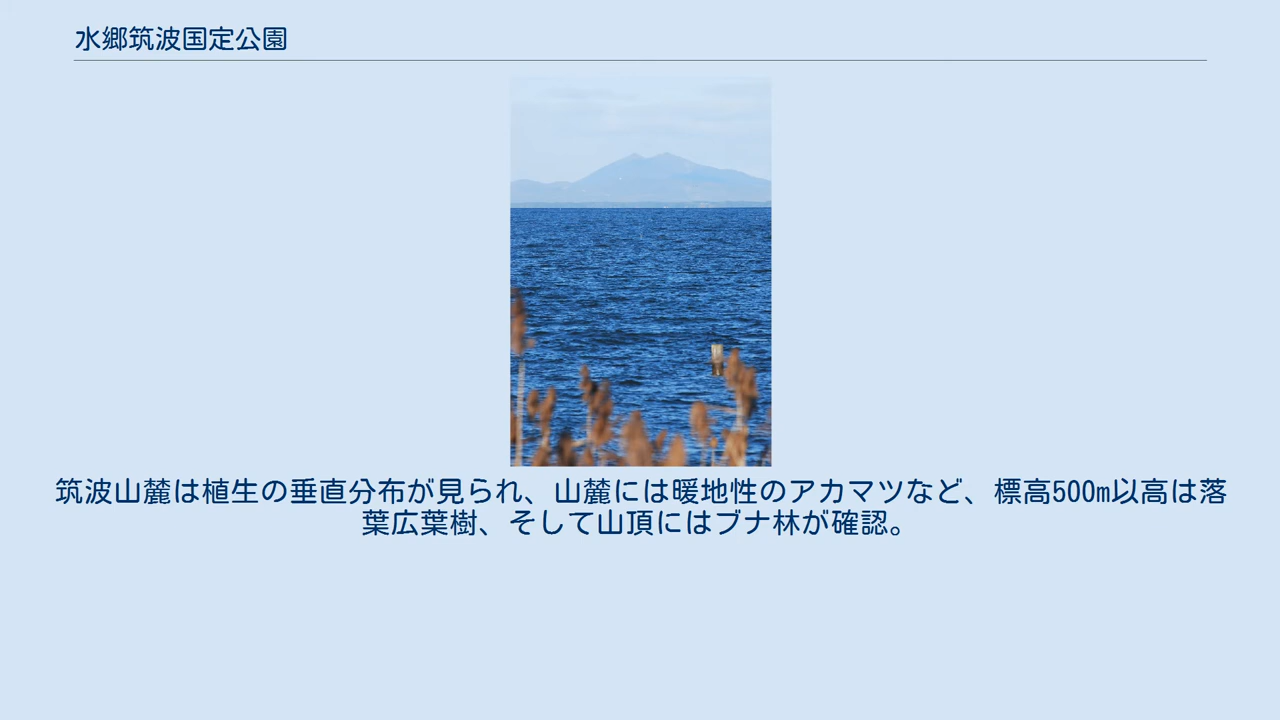 水郷筑波国定公園
筑波山麓は植生の垂直分布が見られ、山麓には暖地性のアカマツなど、標高500m以高は落
葉広葉樹、そして山頂にはブナ林が確認。